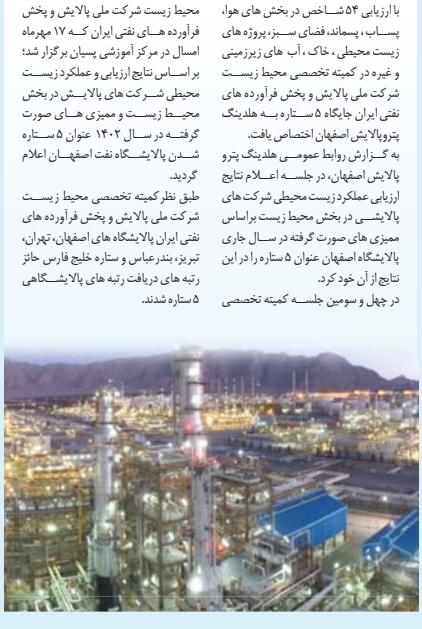 با ارزیابی ۵۴ شاخص در بخش های هوا،
پساب، پسماند، فضای سبز، پروژه های
زیست محیطی ، خاک ، آب های زیرزمینی
و غیره در کمیته تخصصی محیط زیست
شرکت ملی پالایش و پخش فرآورده های
نفتی ایران جایگاه ۵ ستاره به هلدینگ
پتروپالایش اصفهان اختصاص یافت.
به گزارش روابط عمومی هلدینگ پترو
پالایش اصفهان، در جلسه اعلام نتایج
ارزیابی عملکرد زیست محیطی شرکت های
پالایشی در بخش محیط زیست براساس
ممیزی های صورت گرفته در سال جاری
پالایشگاه اصفهان عنوان ۵ ستاره را در این
نتایج از آن خود کرد.
در چهل و سومین جلسه کمیته تخصصی
محیط زیست شرکت ملی پالایش و پخش
فرآورده های نفتی ایران که ۱۷ مهرماه
امسال در مرکز آموزشی پسیان برگزار شد؛
بر اساس نتایج ارزیابی و عملکرد زیست
محیطی شرکت های پالایش در بخش
محیط زیست و ممیزی های صورت
گرفته در سال ۱۴۰۲ عنوان ۵ ستاره
شدن پالایشگاه نفت اصفهان اعلام
گردید.
طبق نظر کمیته تخصصی محیط زیست
شرکت ملی پالایش و پخش فرآورده های
نفتی ایران پالایشگاه های اصفهان، تهران،
تبریز، بندرعباس و ستاره خلیج فارس حائز
رتبه های دریافت رتبه های پالایشگاهی
۵ ستاره شدند.